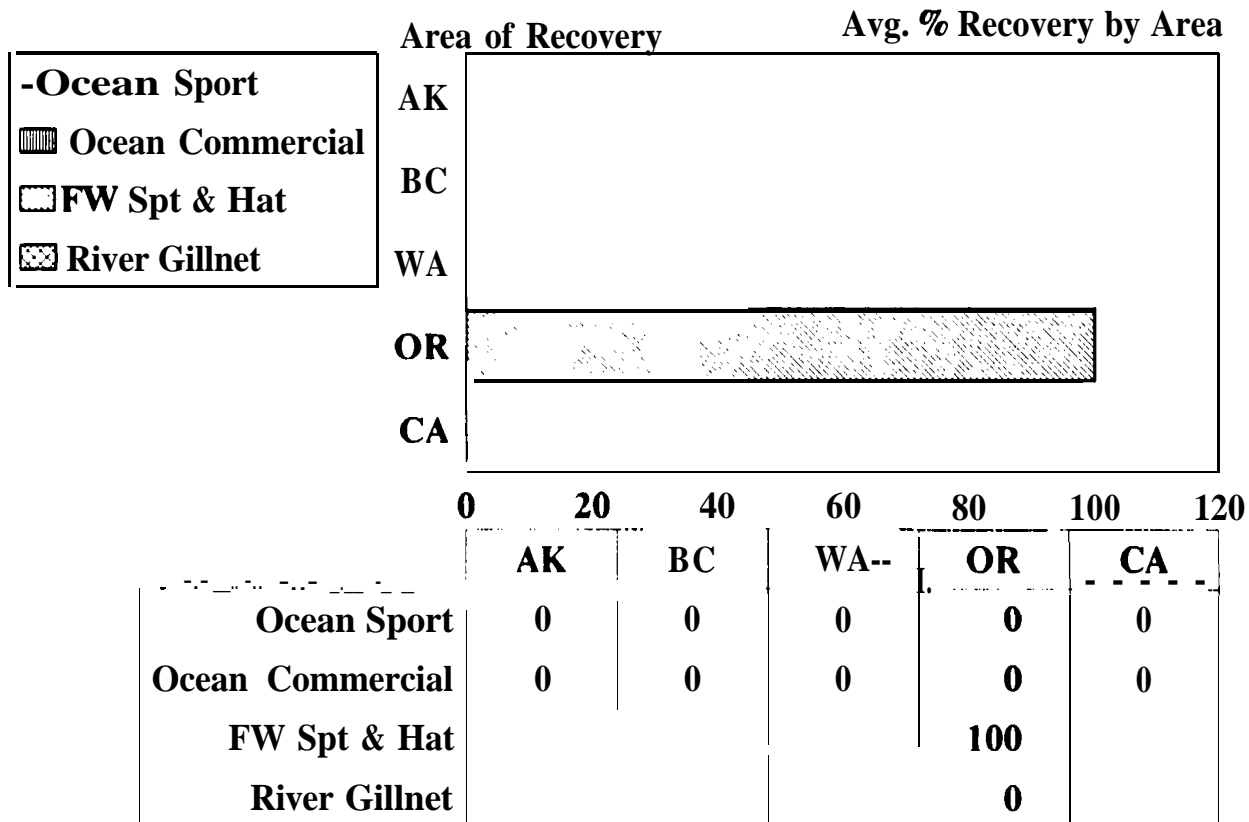 Area of Recovery
Avg. % Recovery by Area
-Ocean Sport
Ocean Commercial
FW Spt & Hat
River Gillnet
AK
BC
WA
OR
CA
0 20 40 60 80 100 120
AK BC WA-- I. OR CA
Ocean Sport 0 0 0 0 0
Ocean Commercial 0 0 0 0 0
FW Spt & Hat 100
River Gillnet 0